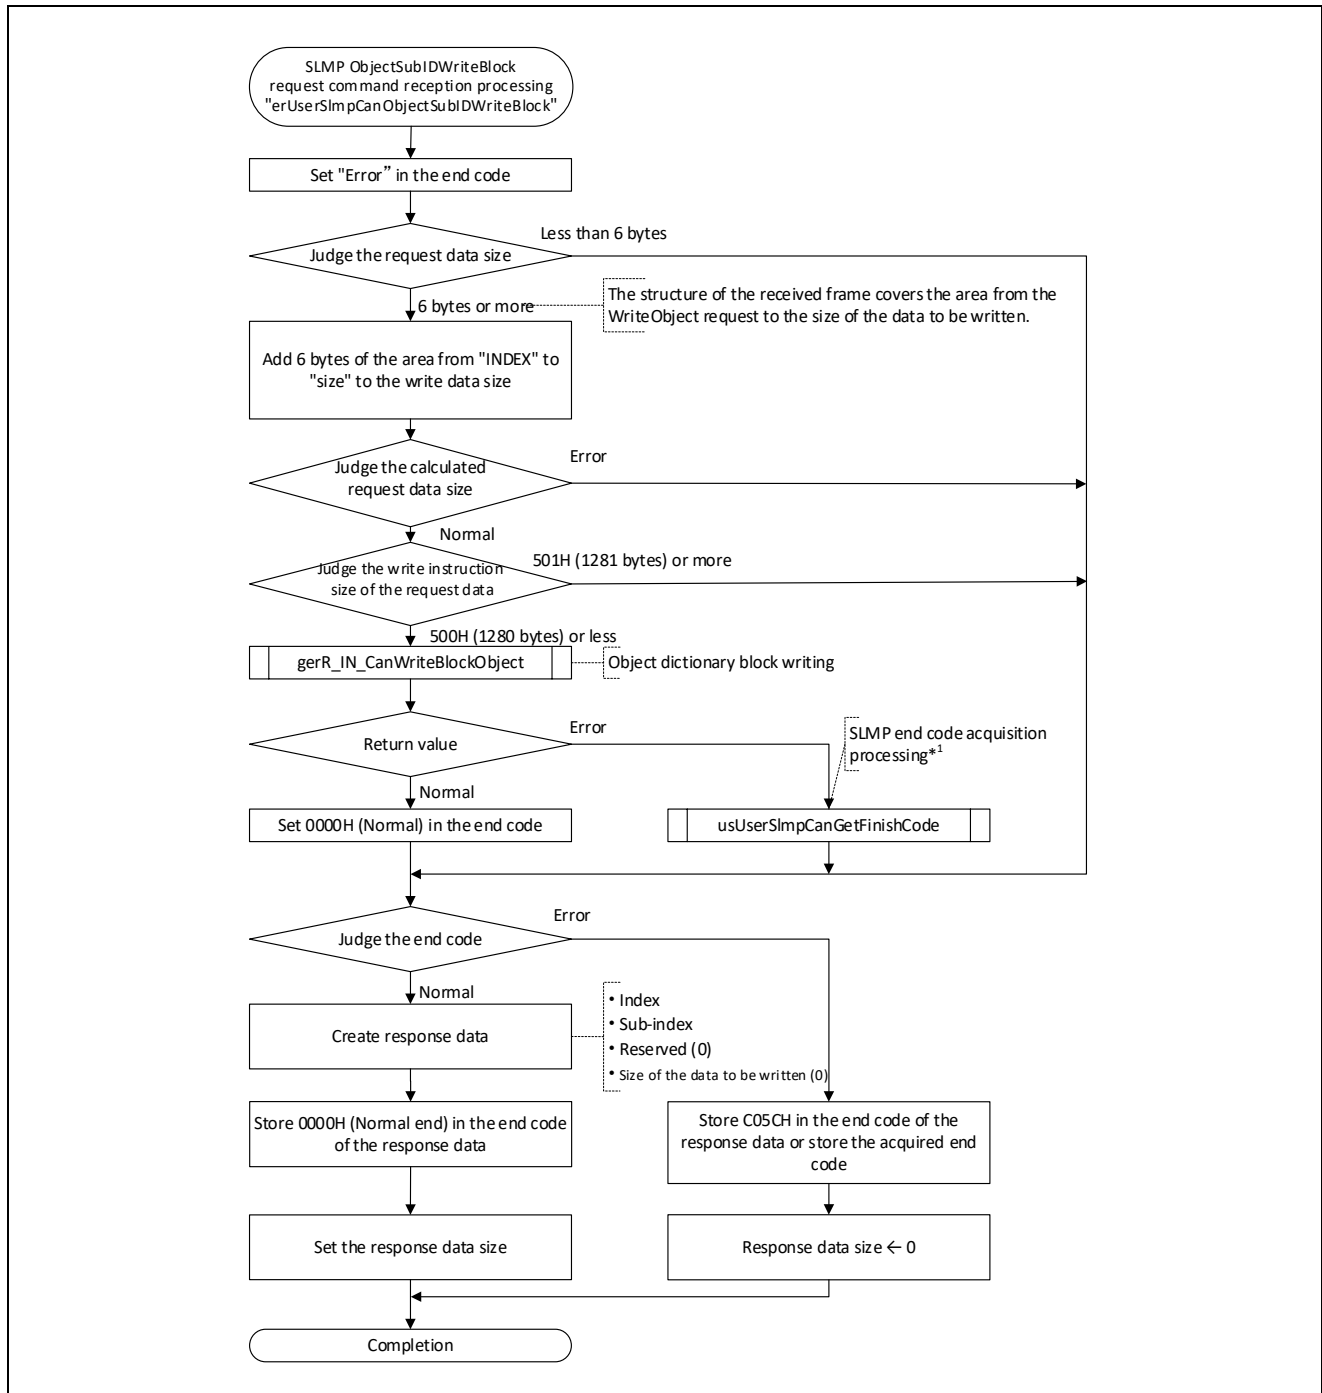 SLMP ObjectSubIDWriteBlock
request command reception processing
"erUserSlmpCanObjectSubIDWriteBlock"
Set "Error” in the end code
Less than 6 bytes
Judge the request data size
6 bytes or more
The structure of the received frame covers the area from the
WriteObject request to the size of the data to be written.
Add 6 bytes of the area from "INDEX" to
"size" to the write data size
Error
Judge the calculated
request data size
Normal
501H (1281 bytes) or more
Judge the write instruction
size of the request data
500H (1280 bytes) or less
gerR_IN_CanWriteBlockObject
Object dictionary block writing
Error
Return value
SLMP end code acquisition
processing*1
Normal
Set 0000H (Normal) in the end code
usUserSlmpCanGetFinishCode
Error
Judge the end code
Normal
Create response data
• Index
• Sub-index
• Reserved (0)
• Size of the data to be written (0)
Store 0000H (Normal end) in the end code
of the response data
Store C05CH in the end code of the
response data or store the acquired end
code
Set the response data size
Response data size ← 0
Completion